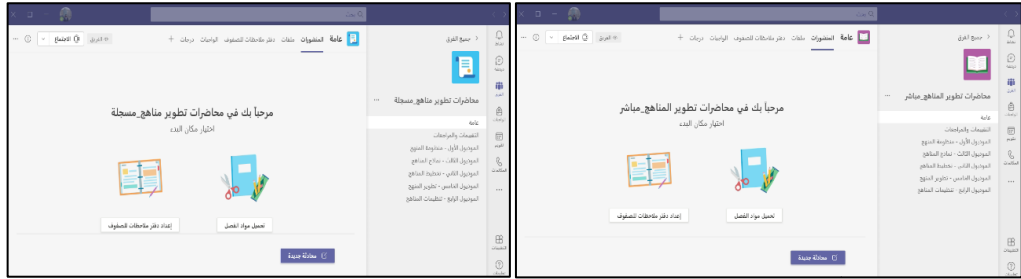 بحث
جميع الفرق
عامة المنشورات ملفات دفتر ملاحظات للصفوف الواجبات درجات +
الفريق
الاجتماع
محاضرات تطوير المناهج_مباشر
عامة
التقييمات والمراجعات
الموديول الأول - منظومة المنهج
الموديول الثالث - نماذج المناهج
الموديول الثاني - تخطيط المناهج
الموديول الخامس - تطوير المنهج
الموديول الرابع - تنظيمات المناهج
مرحباً بك في محاضرات تطوير المناهج_مباشر
اختيار مكان البدء
تحميل مواد الفصل
إعداد دفتر ملاحظات للصفوف
محادثة جديدة
بحث
جميع الفرق
عامة المنشورات ملفات دفتر ملاحظات للصفوف الواجبات درجات +
الفريق
الاجتماع
محاضرات تطوير مناهج_مسجلة
عامة
التقييمات والمراجعات
الموديول الأول - منظومة المنهج
الموديول الثالث - نماذج المناهج
الموديول الثاني - تخطيط المناهج
الموديول الخامس - تطوير المنهج
الموديول الرابع - تنظيمات المناهج
مرحباً بك في محاضرات تطوير مناهج_مسجلة
اختيار مكان البدء
تحميل مواد الفصل
إعداد دفتر ملاحظات للصفوف
محادثة جديدة